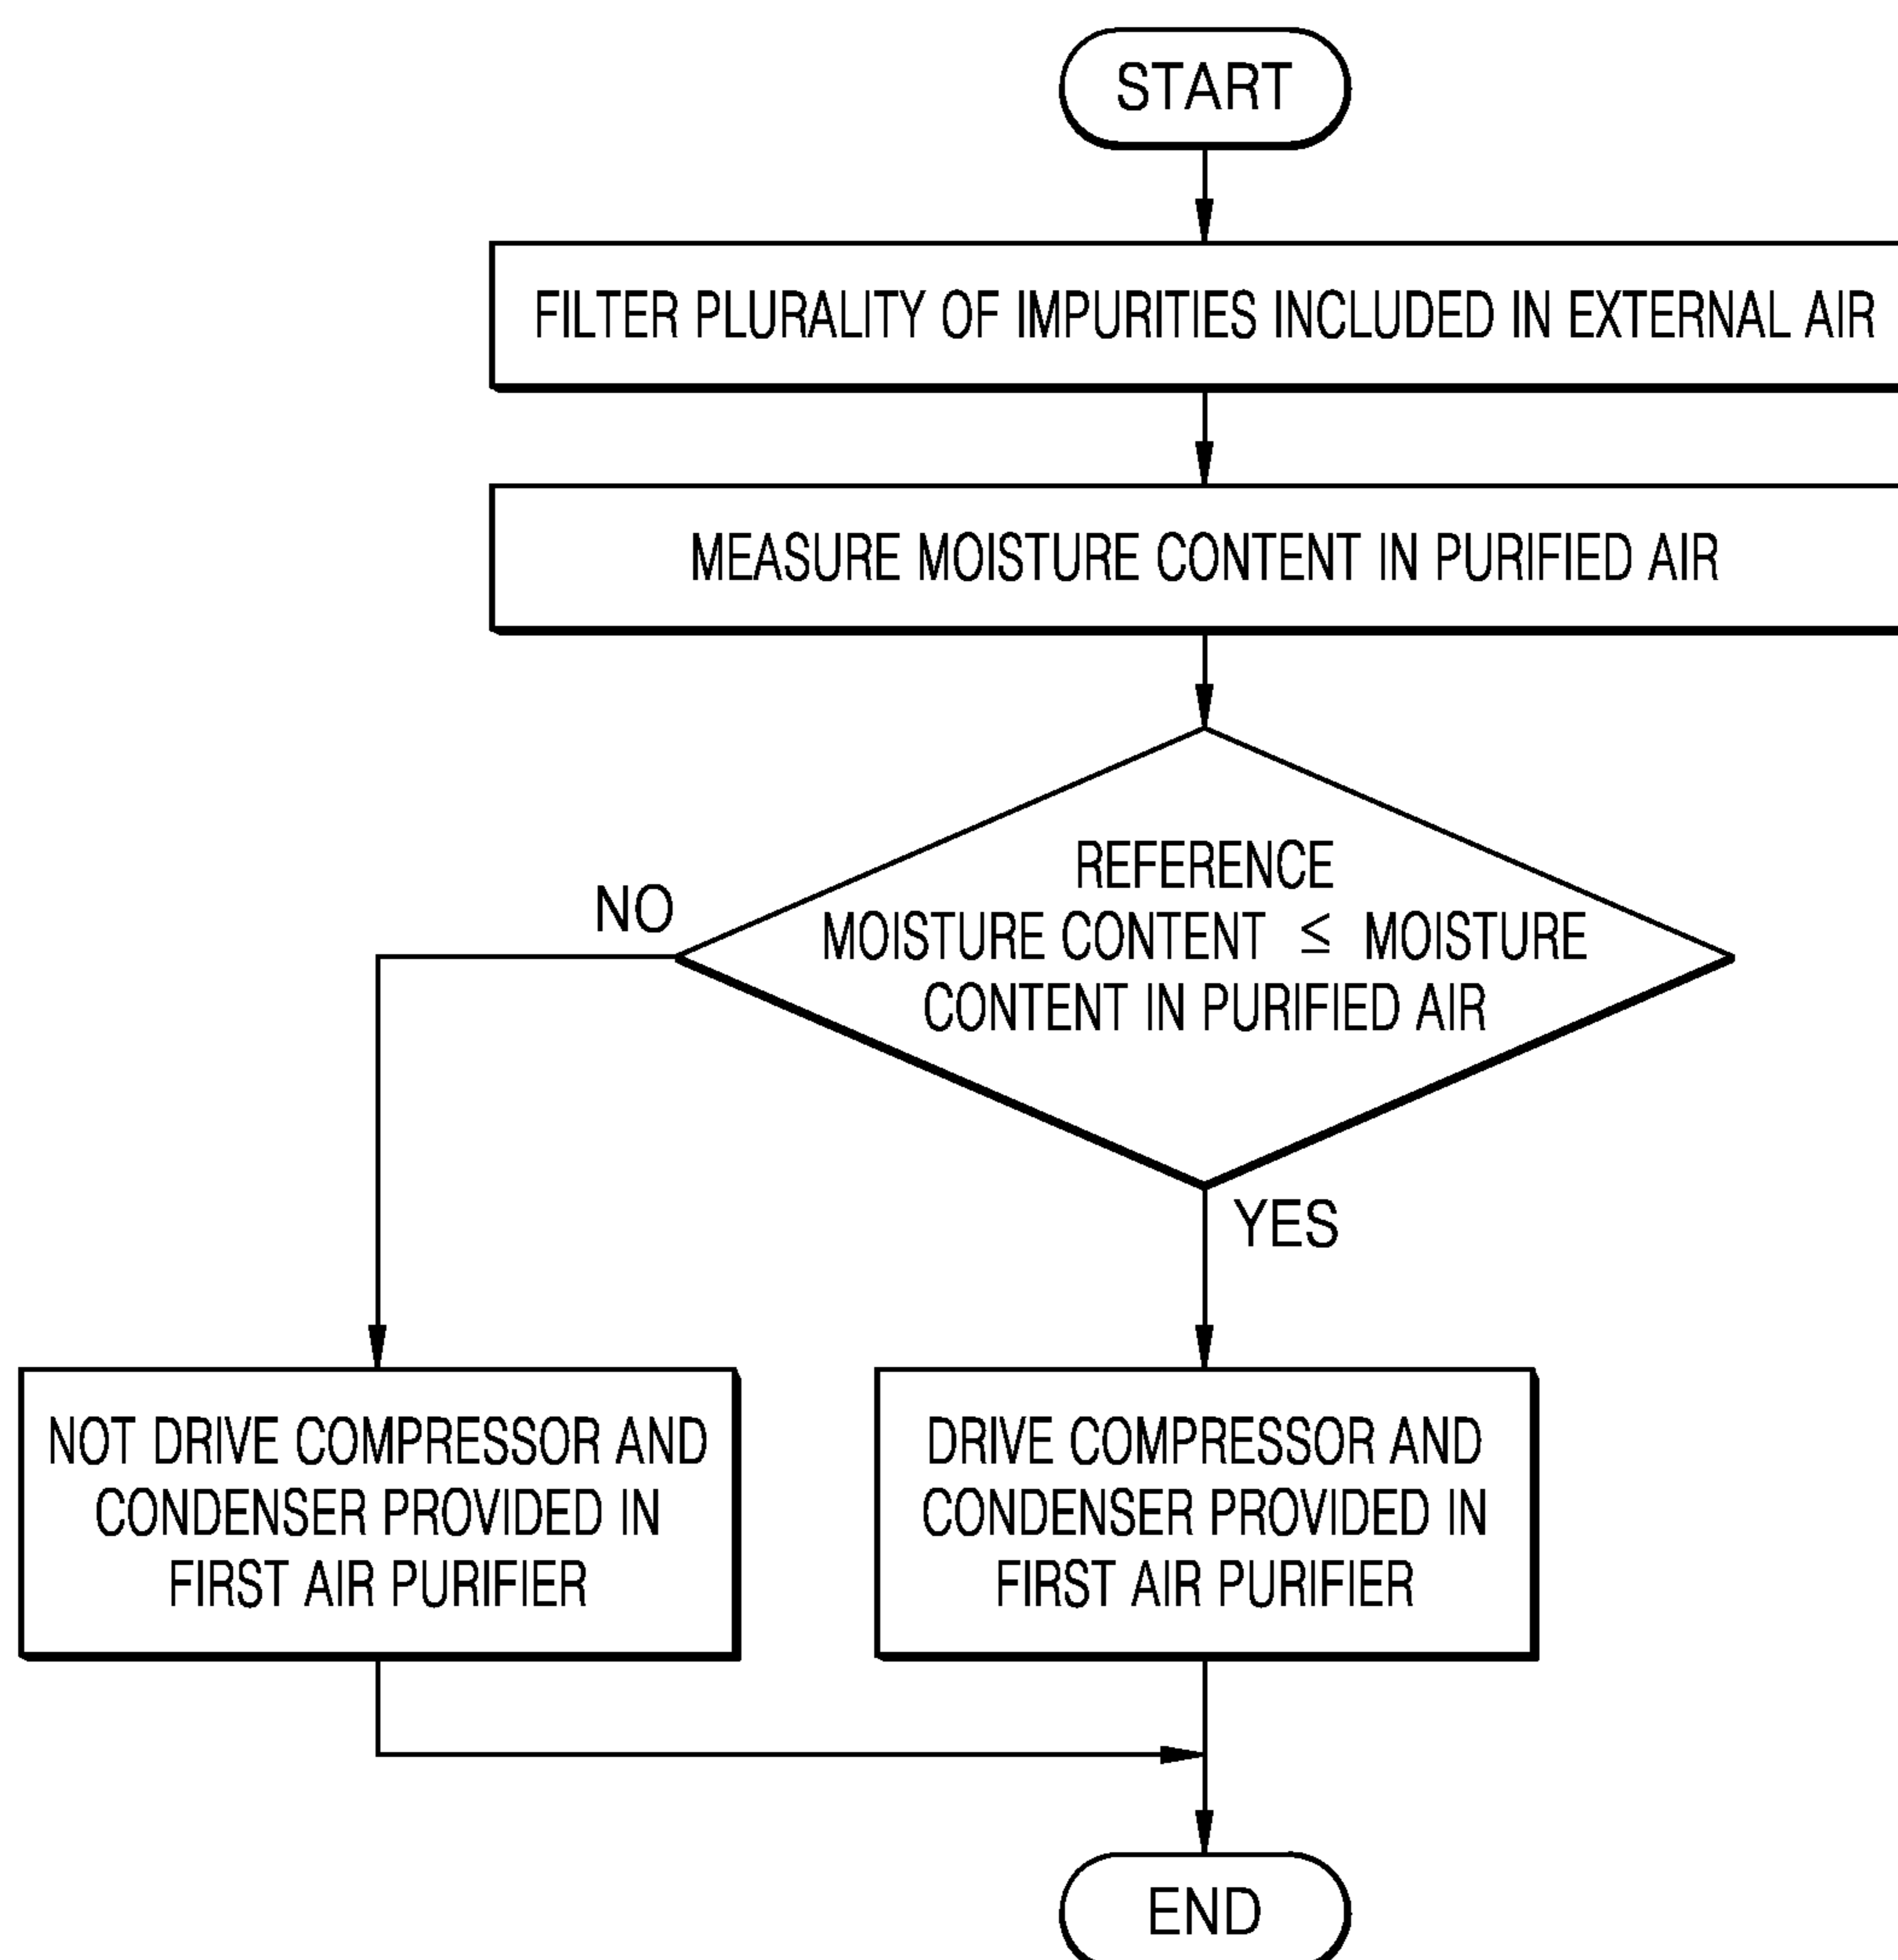 START
FILTER PLURALITY OF IMPURITIES INCLUDED IN EXTERNAL AIR
MEASURE MOISTURE CONTENT IN PURIFIED AIR
REFERENCE
MOISTURE CONTENT ≤ MOISTURE
CONTENT IN PURIFIED AIR
NO
YES
NOT DRIVE COMPRESSOR AND
CONDENSER PROVIDED IN
FIRST AIR PURIFIER
DRIVE COMPRESSOR AND
CONDENSER PROVIDED IN
FIRST AIR PURIFIER
END